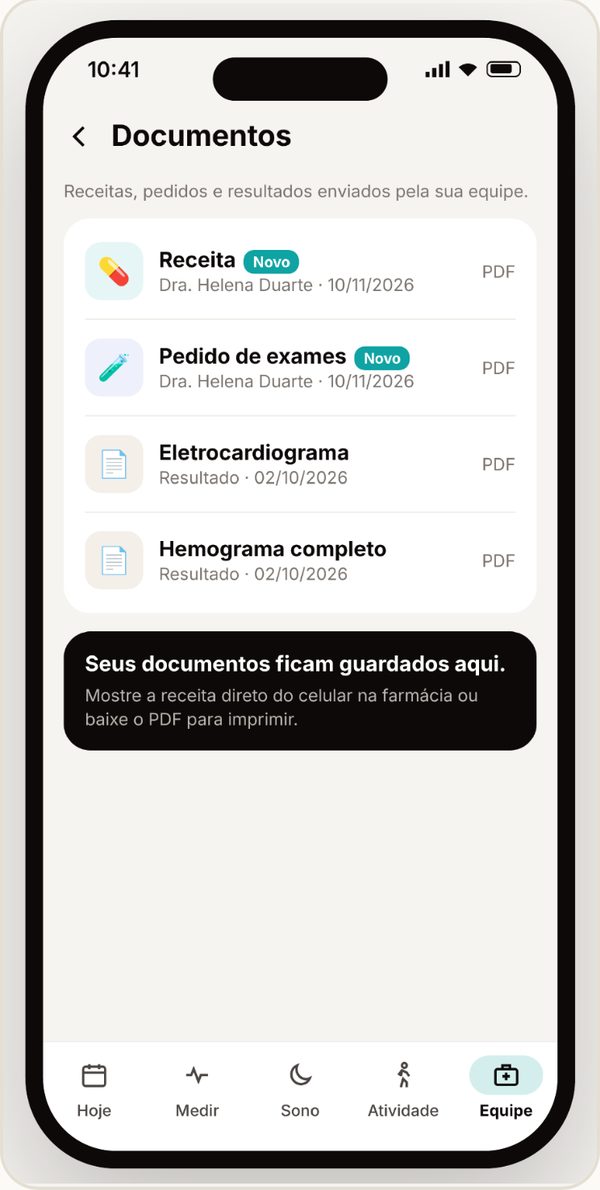 10:41
Documentos
Receitas, pedidos e resultados enviados pela sua equipe.
Receita Novo
Dra. Helena Duarte · 10/11/2026
PDF
Pedido de exames Novo
Dra. Helena Duarte · 10/11/2026
PDF
Eletrocardiograma
Resultado · 02/10/2026
PDF
Hemograma completo
Resultado · 02/10/2026
PDF
Seus documentos ficam guardados aqui.
Mostre a receita direto do celular na farmácia ou
baixe o PDF para imprimir.
Hoje
Medir
Sono
Atividade
Equipe